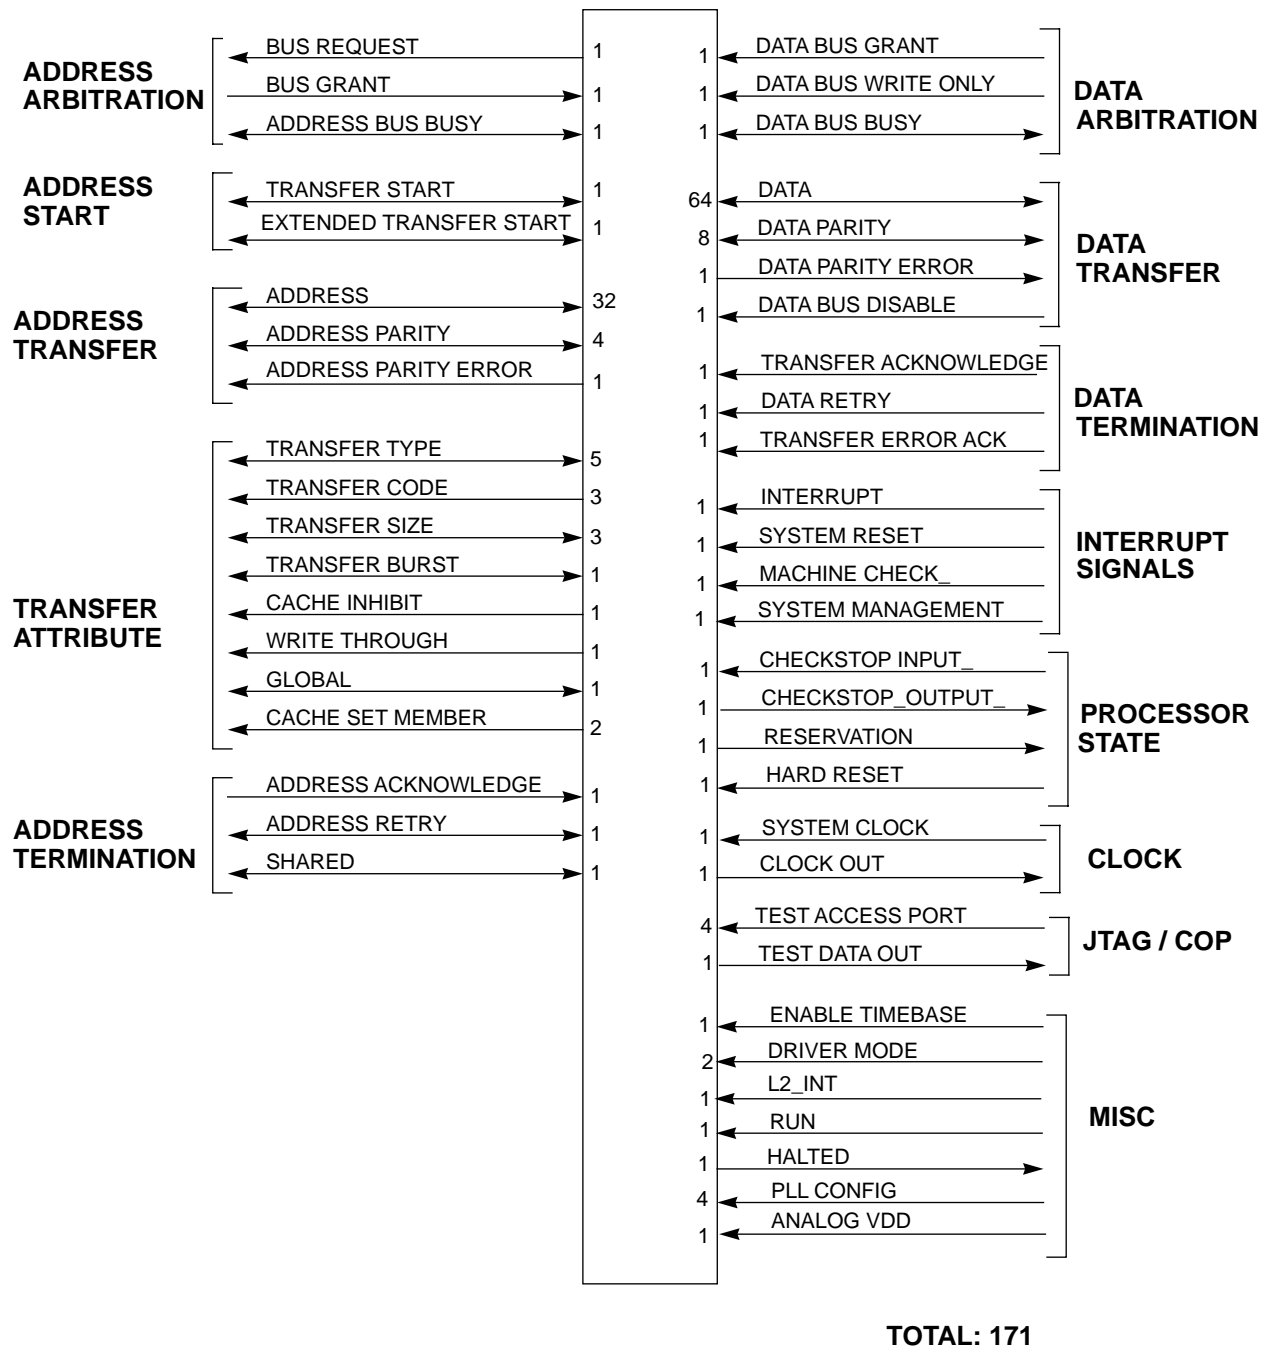 ADDRESS
ARBITRATION
BUS REQUEST 1
BUS GRANT 1
ADDRESS BUS BUSY 1
ADDRESS
START
TRANSFER START 1
EXTENDED TRANSFER START 1
ADDRESS
TRANSFER
ADDRESS 32
ADDRESS PARITY 4
ADDRESS PARITY ERROR 1
TRANSFER
ATTRIBUTE
TRANSFER TYPE 5
TRANSFER CODE 3
TRANSFER SIZE 3
TRANSFER BURST 1
CACHE INHIBIT 1
WRITE THROUGH 1
GLOBAL 1
CACHE SET MEMBER 2
ADDRESS
TERMINATION
ADDRESS ACKNOWLEDGE 1
ADDRESS RETRY 1
SHARED 1
1 DATA BUS GRANT
1 DATA BUS WRITE ONLY
1 DATA BUS BUSY
DATA
ARBITRATION
64 DATA
8 DATA PARITY
1 DATA PARITY ERROR
1 DATA BUS DISABLE
DATA
TRANSFER
1 TRANSFER ACKNOWLEDGE
1 DATA RETRY
1 TRANSFER ERROR ACK
DATA
TERMINATION
1 INTERRUPT
1 SYSTEM RESET
1 MACHINE CHECK_
1 SYSTEM MANAGEMENT
INTERRUPT
SIGNALS
1 CHECKSTOP INPUT_
1 CHECKSTOP_OUTPUT_
1 RESERVATION
1 HARD RESET
PROCESSOR
STATE
1 SYSTEM CLOCK
1 CLOCK OUT
CLOCK
4 TEST ACCESS PORT
1 TEST DATA OUT
JTAG / COP
1 ENABLE TIMEBASE
2 DRIVER MODE
1 L2_INT
1 RUN
1 HALTED
4 PLL CONFIG
1 ANALOG VDD
MISC
TOTAL: 171